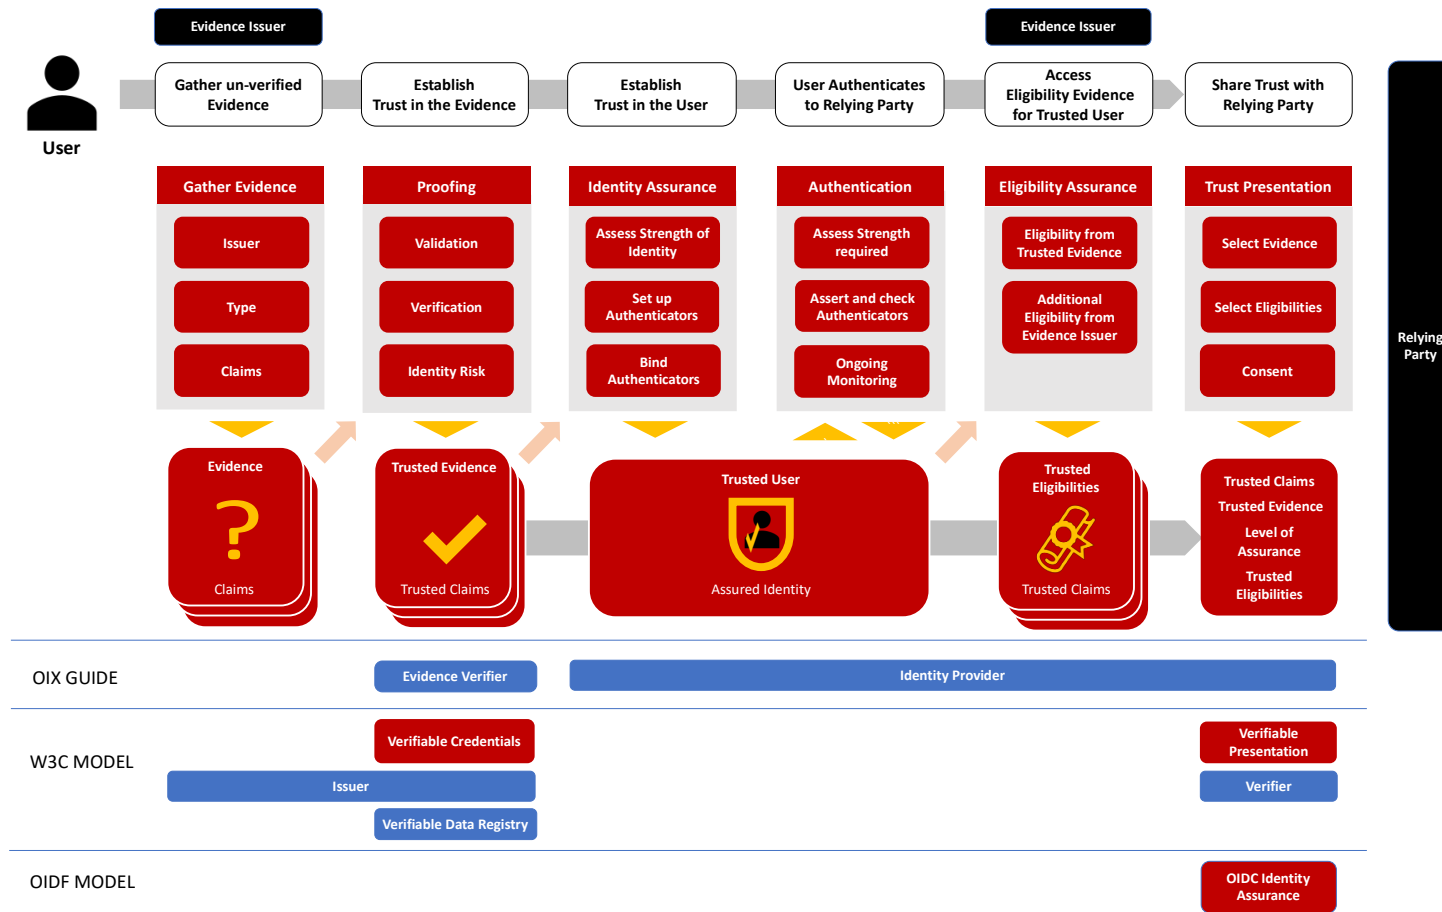 Evidence Issuer
Evidence Issuer
User
Gather un-verified
Evidence
Establish
Trust in the Evidence
Establish
Trust in the User
User Authenticates
to Relying Party
Access
Eligibility Evidence
for Trusted User
Share Trust with
Relying Party
Relying
Party
Gather Evidence
Issuer
Type
Claims
Proofing
Validation
Verification
Identity Risk
Identity Assurance
Assess Strength of
Identity
Set up
Authenticators
Bind
Authenticators
Authentication
Assess Strength
required
Assert and check
Authenticators
Ongoing
Monitoring
Eligibility Assurance
Eligibility from
Trusted Evidence
Additional
Eligibility from
Evidence Issuer
Trust Presentation
Select Evidence
Select Eligibilities
Consent
Evidence
?
Claims
Trusted Evidence
Trusted Claims
Trusted User
Assured Identity
Trusted
Eligibilities
Trusted Claims
Trusted Claims
Trusted Evidence
Level of
Assurance
Trusted
Eligibilities
OIX GUIDE
Evidence Verifier
Identity Provider
W3C MODEL
Verifiable Credentials
Issuer
Verifiable Data Registry
Verifiable
Presentation
Verifier
OIDF MODEL
OIDC Identity
Assurance